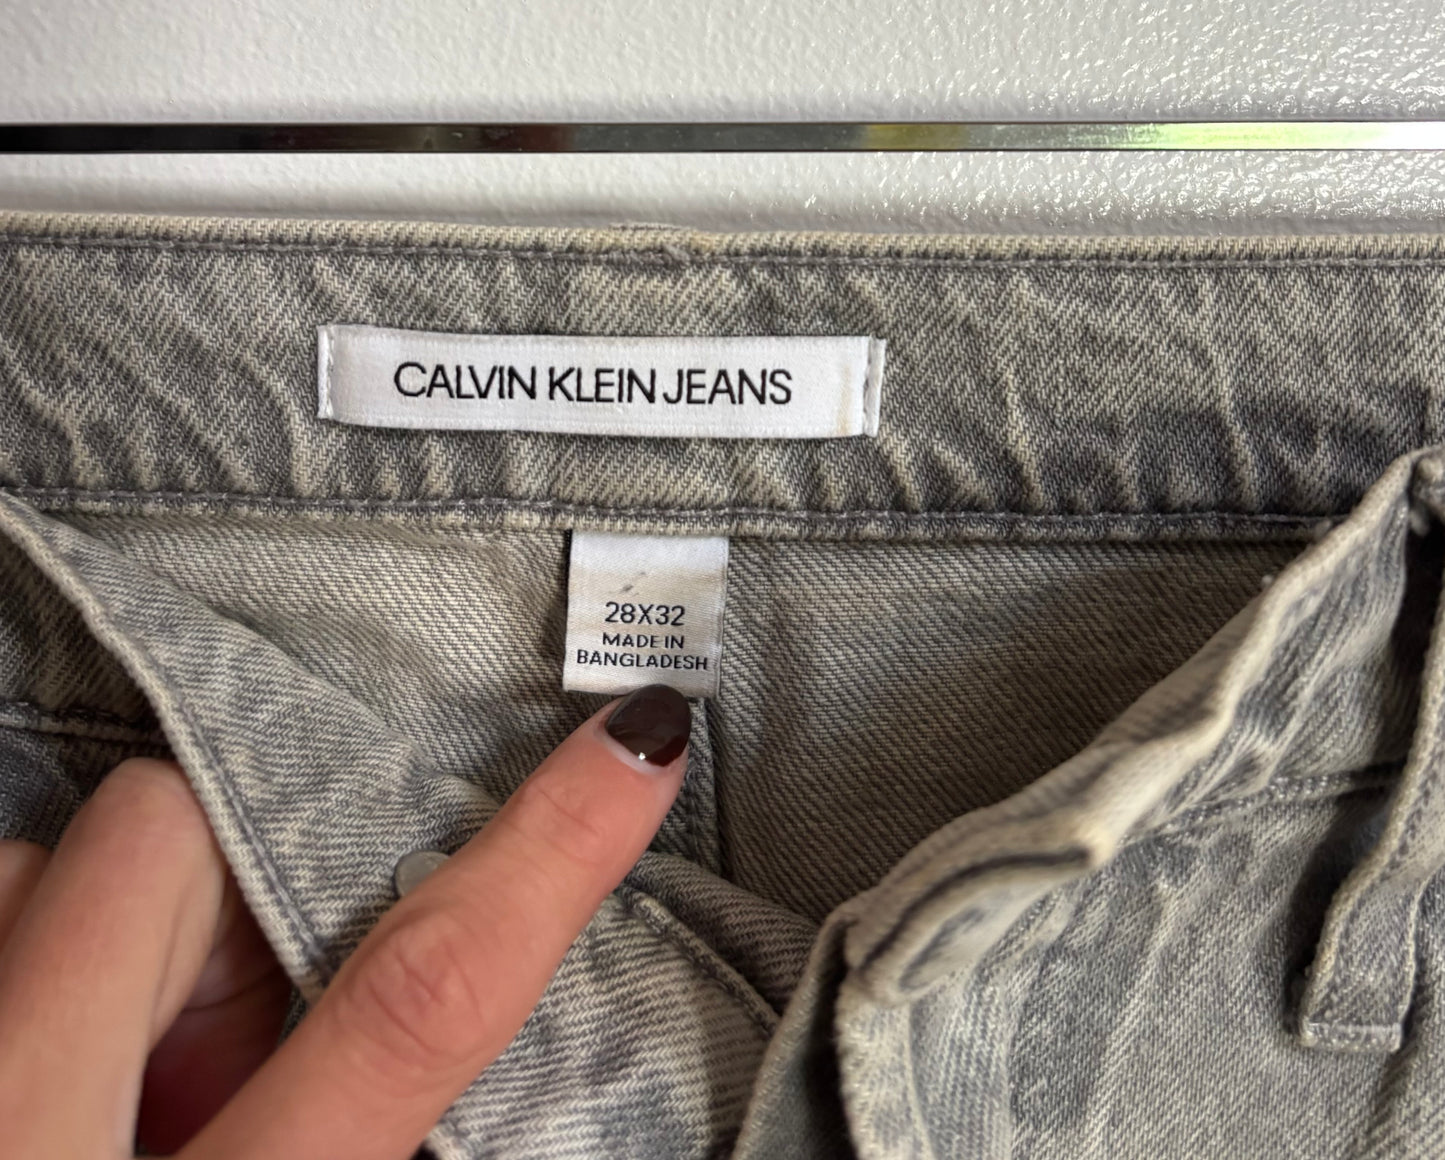 CALVIN KLEIN JEANS
28X32
MADE IN
BANGLADESH